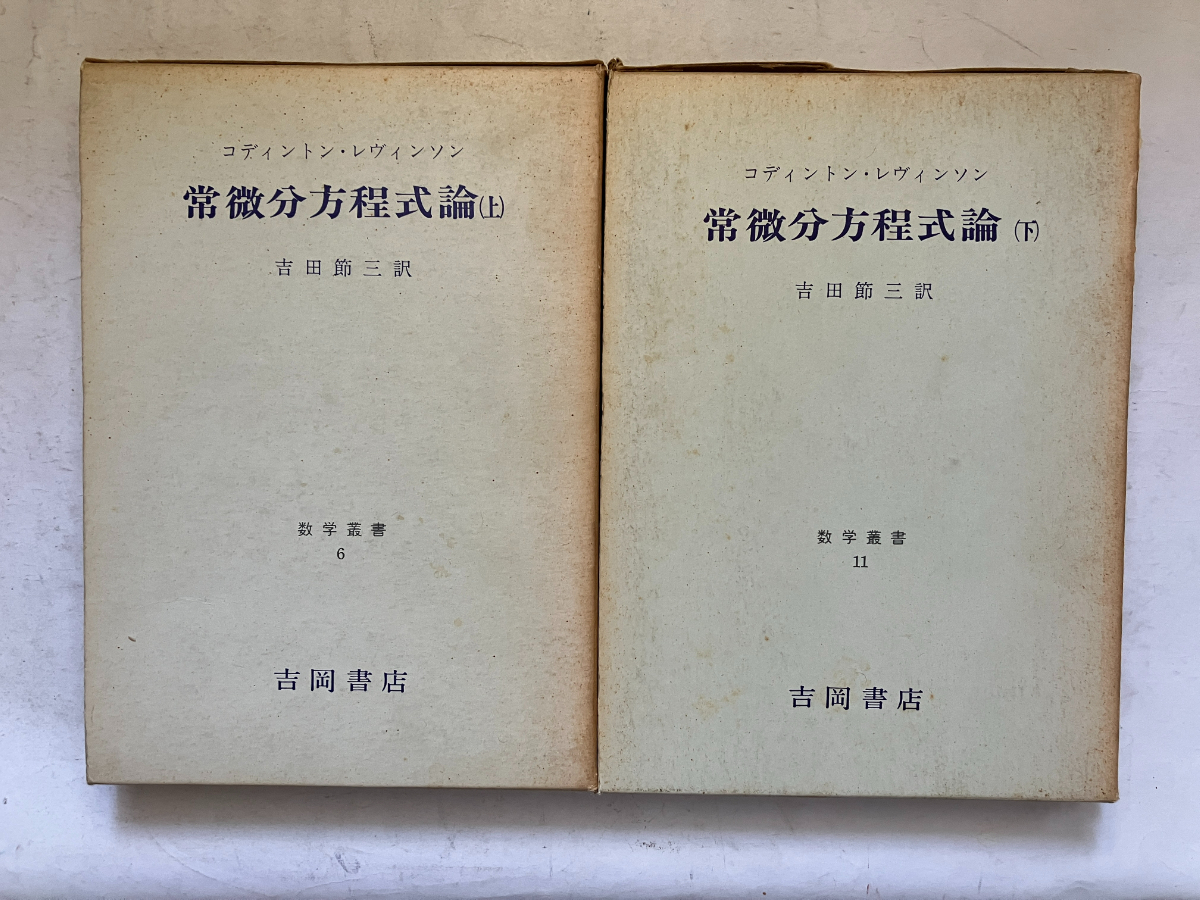 コディントン・レヴィンソン
常微分方程式論(上)
吉田節三訳
数学叢書
6
吉岡書店
コディントン・レヴィンソン
常微分方程式論(下)
吉田節三訳
数学叢書
11
吉岡書店